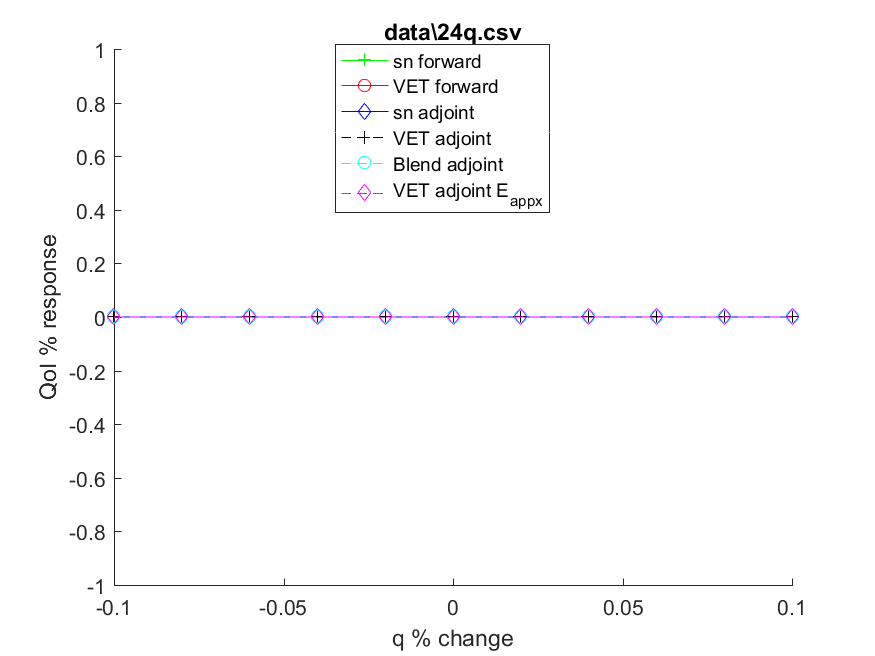 data\24q.csv
sn forward
VET forward
sn adjoint
VET adjoint
Blend adjoint
VET adjoint E_appx
QoI % response
1
0.8
0.6
0.4
0.2
0
-0.2
-0.4
-0.6
-0.8
-1
-0.1
-0.05
0
0.05
0.1
q % change